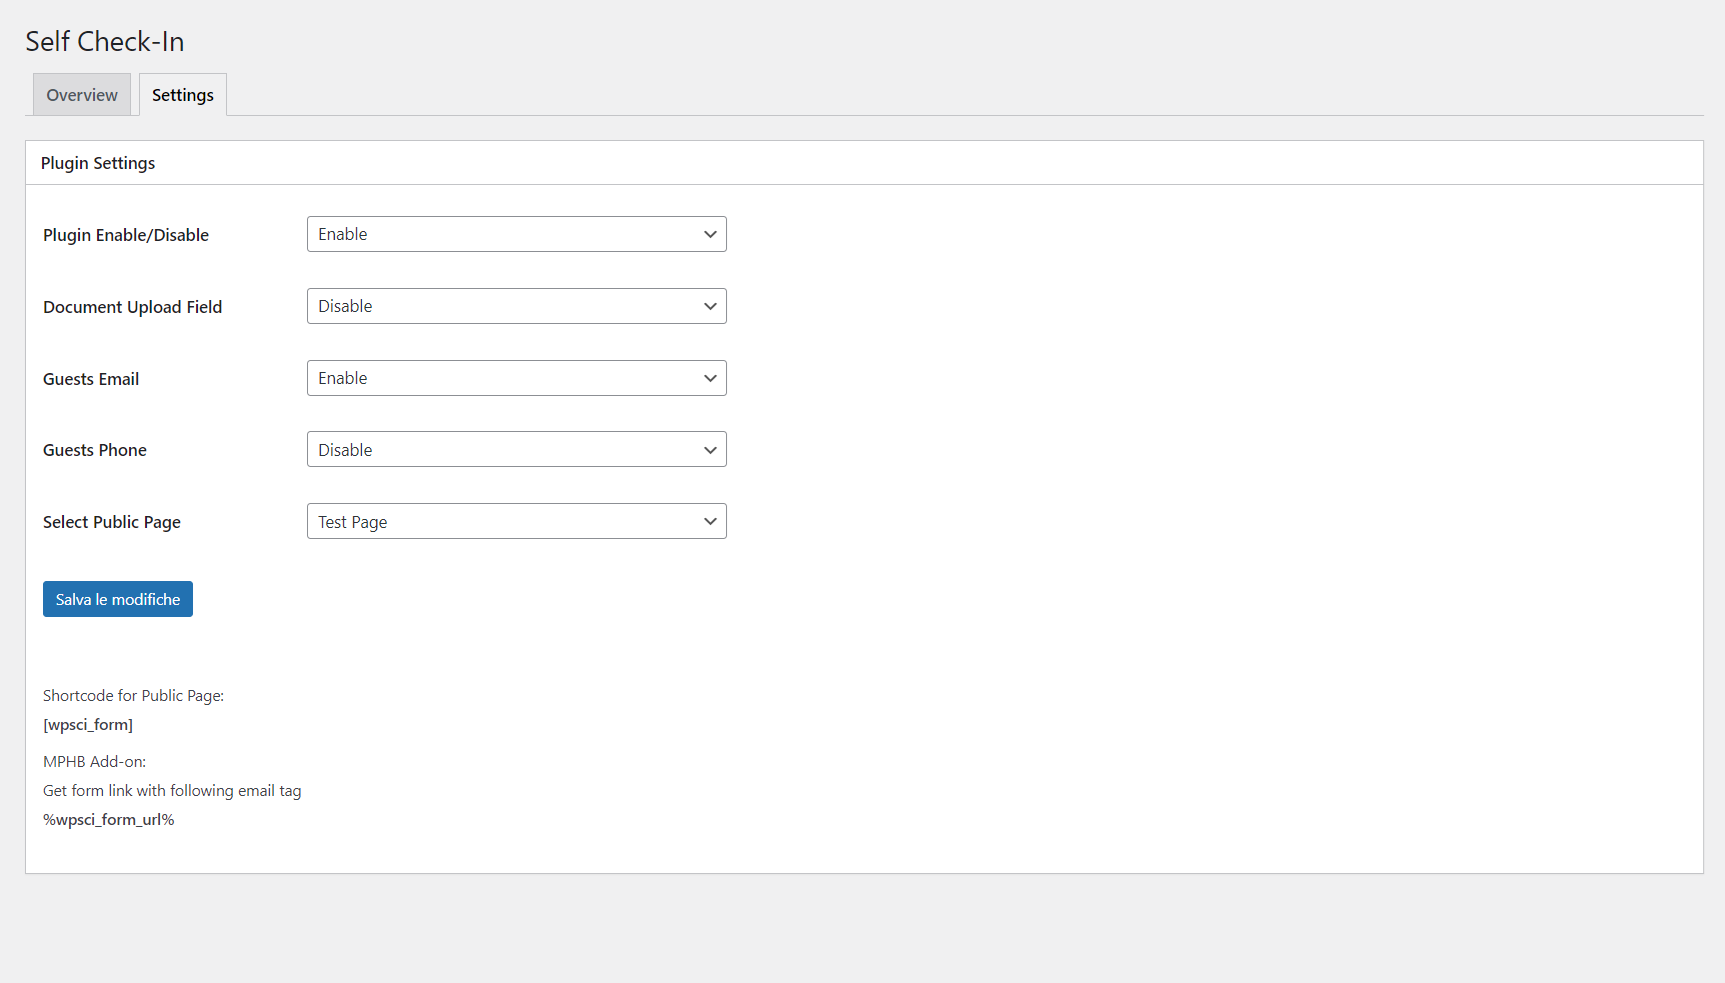 Self Check-In
Overview
Settings
Plugin Settings
Plugin Enable/Disable
Enable
Document Upload Field
Disable
Guests Email
Enable
Guests Phone
Disable
Select Public Page
Test Page
Salva le modifiche
Shortcode for Public Page:
[wpsci_form]
MPHB Add-on:
Get form link with following email tag
%wpsci_form_url%